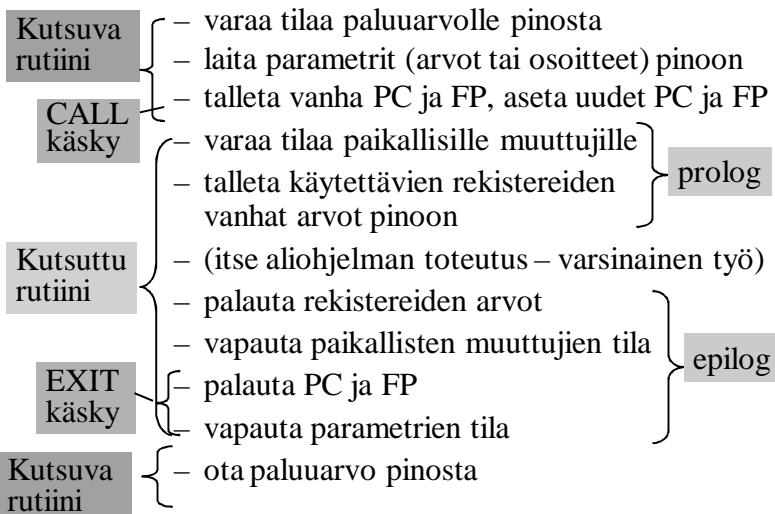 Kutsuva
rutiini
– varaa tilaa paluuarvolle pinosta
– laita parametrit (arvot tai osoitteet) pinoon
– talleta vanha PC ja FP, aseta uudet PC ja FP
CALL
käsky
– varaa tilaa paikallisille muuttujille
– talleta käytettävien rekistereiden
vanhat arvot pinoon
prolog
Kutsuttu
rutiini
– (itse aliohjelman toteutus – varsinainen työ)
– palauta rekistereiden arvot
– vapauta paikallisten muuttujien tila
epilog
EXIT
käsky
– palauta PC ja FP
– vapauta parametrien tila
Kutsuva
rutiini
– ota paluuarvo pinosta